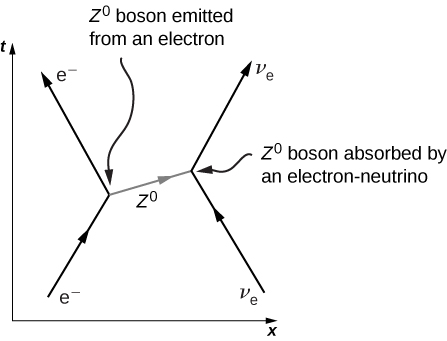 Z⁰ boson emitted
from an electron
t
e⁻
νₑ
Z⁰ boson absorbed by
an electron-neutrino
Z⁰
e⁻
νₑ
x